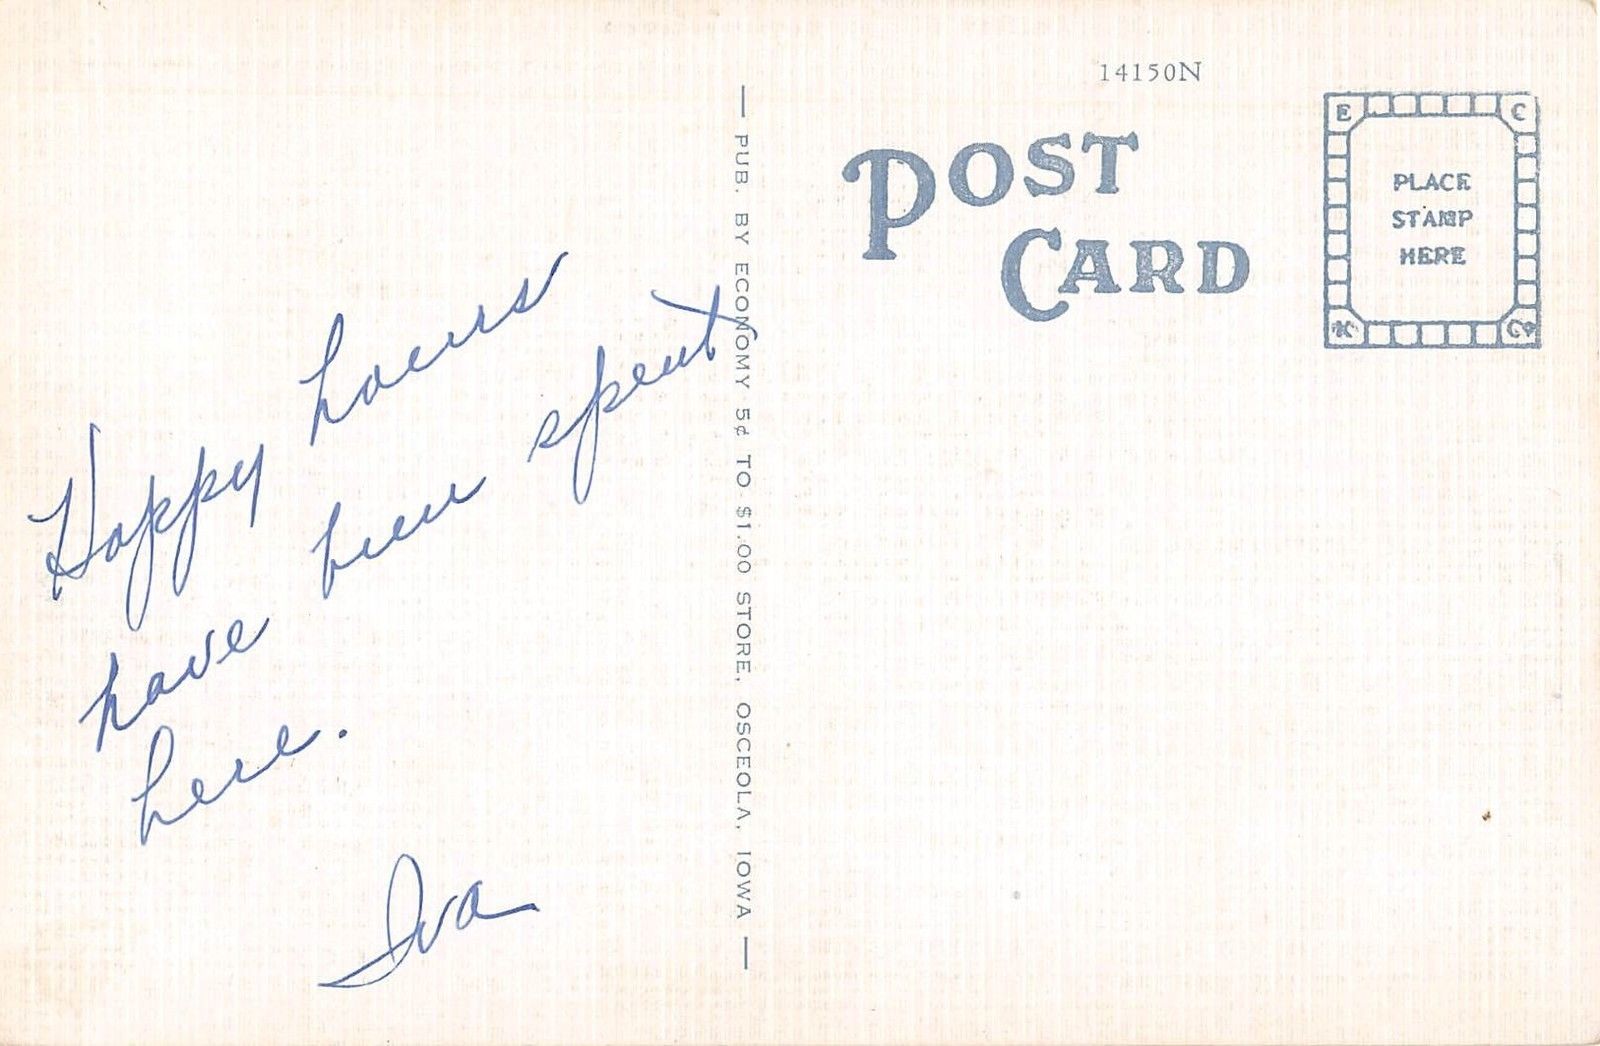 Happy hours
have been spent
here.
Iva
PUB. BY ECONOMY 5¢ TO $1.00 STORE, OSCEOLA, IOWA
14150N
POST
CARD
E C
PLACE
STAMP
HERE
K Co